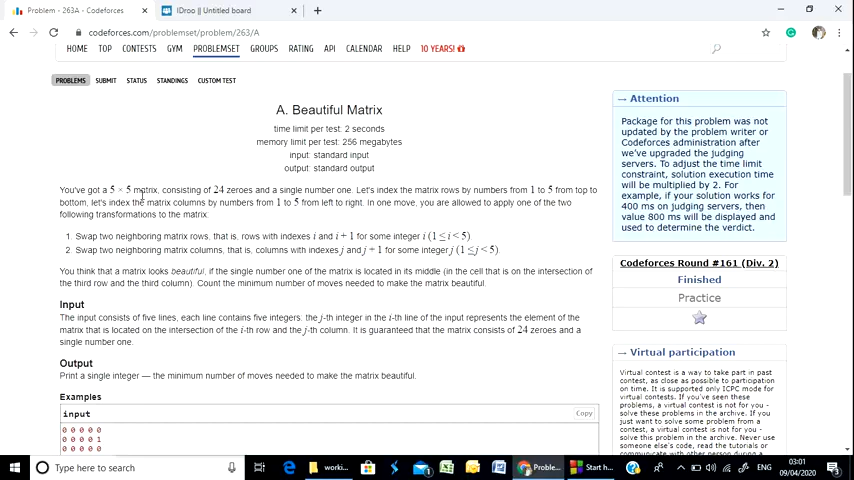 Problem - 263A - Codeforces
IDroo || Untitled board
codeforces.com/problemset/problem/263/A
HOME TOP CONTESTS GYM PROBLEMSET GROUPS RATING API CALENDAR HELP 10 YEARS!
PROBLEMS SUBMIT STATUS STANDINGS CUSTOM TEST
A. Beautiful Matrix
time limit per test: 2 seconds
memory limit per test: 256 megabytes
input: standard input
output: standard output
You've got a 5 × 5 matrix, consisting of 24 zeroes and a single number one. Let's index the matrix rows by numbers from 1 to 5 from top to
bottom, let's index the matrix columns by numbers from 1 to 5 from left to right. In one move, you are allowed to apply one of the two
following transformations to the matrix:
1. Swap two neighboring matrix rows, that is, rows with indexes i and i + 1 for some integer i (1 ≤ i < 5).
2. Swap two neighboring matrix columns, that is, columns with indexes j and j + 1 for some integer j (1 ≤ j < 5).
You think that a matrix looks beautiful, if the single number one of the matrix is located in its middle (in the cell that is on the intersection of
the third row and the third column). Count the minimum number of moves needed to make the matrix beautiful.
Input
The input consists of five lines, each line contains five integers: the j-th integer in the i-th line of the input represents the element of the
matrix that is located on the intersection of the i-th row and the j-th column. It is guaranteed that the matrix consists of 24 zeroes and a
single number one.
Output
Print a single integer — the minimum number of moves needed to make the matrix beautiful.
Examples
input
Copy
0 0 0 0 0
0 0 0 0 1
0 0 0 0 0
→ Attention
Package for this problem was not
updated by the problem writer or
Codeforces administration after
we've upgraded the judging
servers. To adjust the time limit
constraint, solution execution time
will be multiplied by 2. For
example, if your solution works for
400 ms on judging servers, then
value 800 ms will be displayed and
used to determine the verdict.
Codeforces Round #161 (Div. 2)
Finished
Practice
→ Virtual participation
Virtual contest is a way to take part in past
contest, as close as possible to participation
on time. It is supported only ICPC mode for
virtual contests. If you've seen these
problems, a virtual contest is not for you -
solve these problems in the archive. If you
just want to solve some problem from a
contest, a virtual contest is not for you -
solve this problem in the archive. Never use
someone else's code, read the tutorials or
Type here to search
worki...
Proble...
Start h...
ENG
03:01
09/04/2020
3